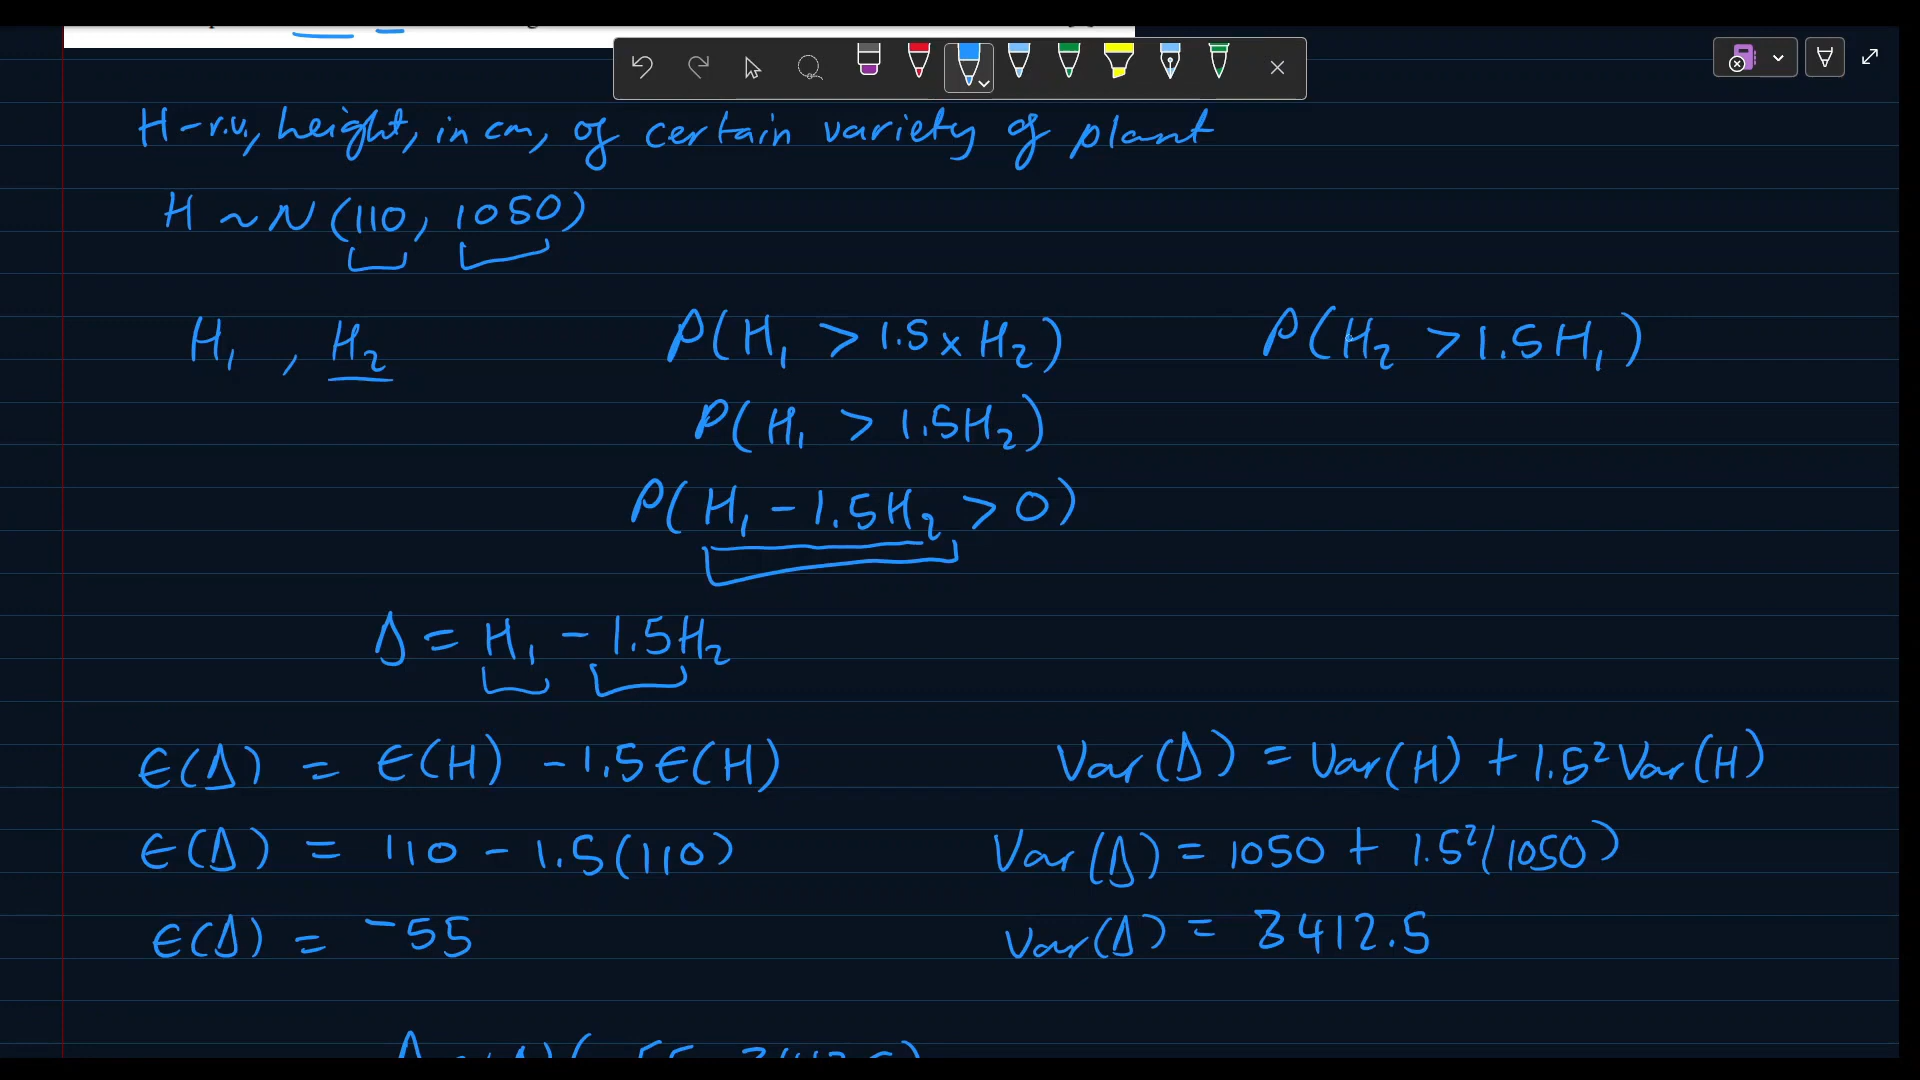 H - r.v., height, in cm, of certain variety of plant
H ~ N (110, 1050)
H₁ , H₂ P(H₁ > 1.5 x H₂) P(H₂ > 1.5H₁)
P(H₁ > 1.5H₂)
P(H₁ - 1.5H₂ > 0)
Δ = H₁ - 1.5H₂
E(Δ) = E(H) - 1.5E(H) Var(Δ) = Var(H) + 1.5² Var(H)
E(Δ) = 110 - 1.5(110) Var(Δ) = 1050 + 1.5²(1050)
E(Δ) = -55 Var(Δ) = 3412.5